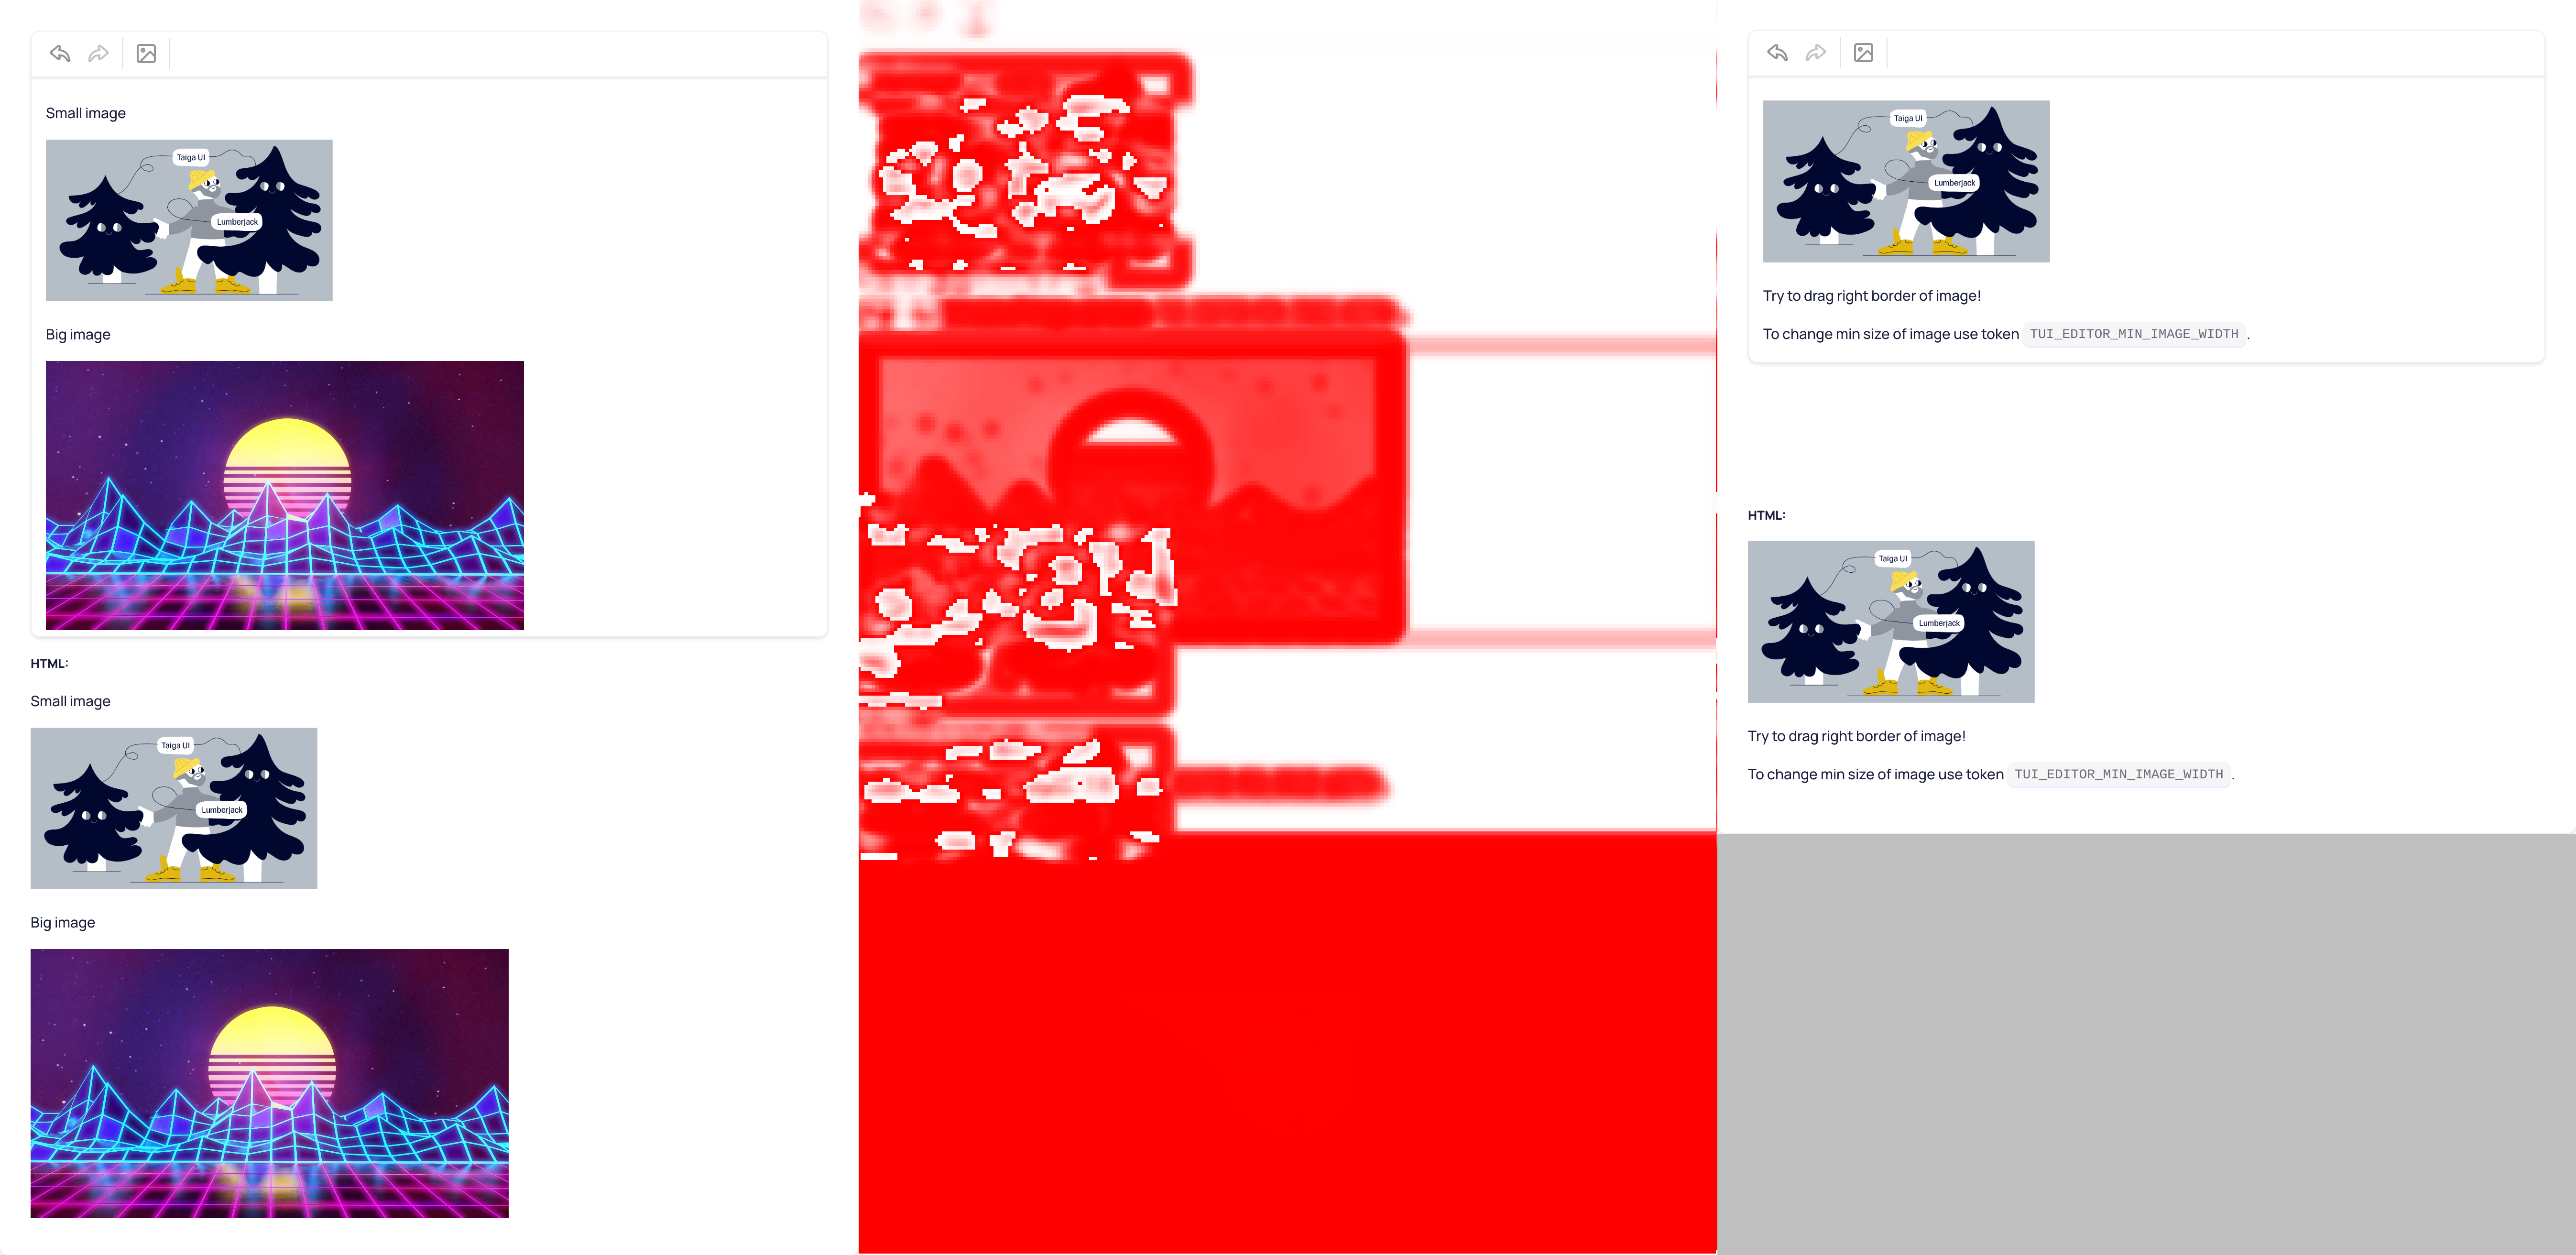 Small image
Taiga UI
Lumberjack
Big image
HTML:
Small image
Taiga UI
Lumberjack
Big image
Taiga UI
Lumberjack
Try to drag right border of image!
To change min size of image use token TUI_EDITOR_MIN_IMAGE_WIDTH.
HTML:
Taiga UI
Lumberjack
Try to drag right border of image!
To change min size of image use token TUI_EDITOR_MIN_IMAGE_WIDTH.